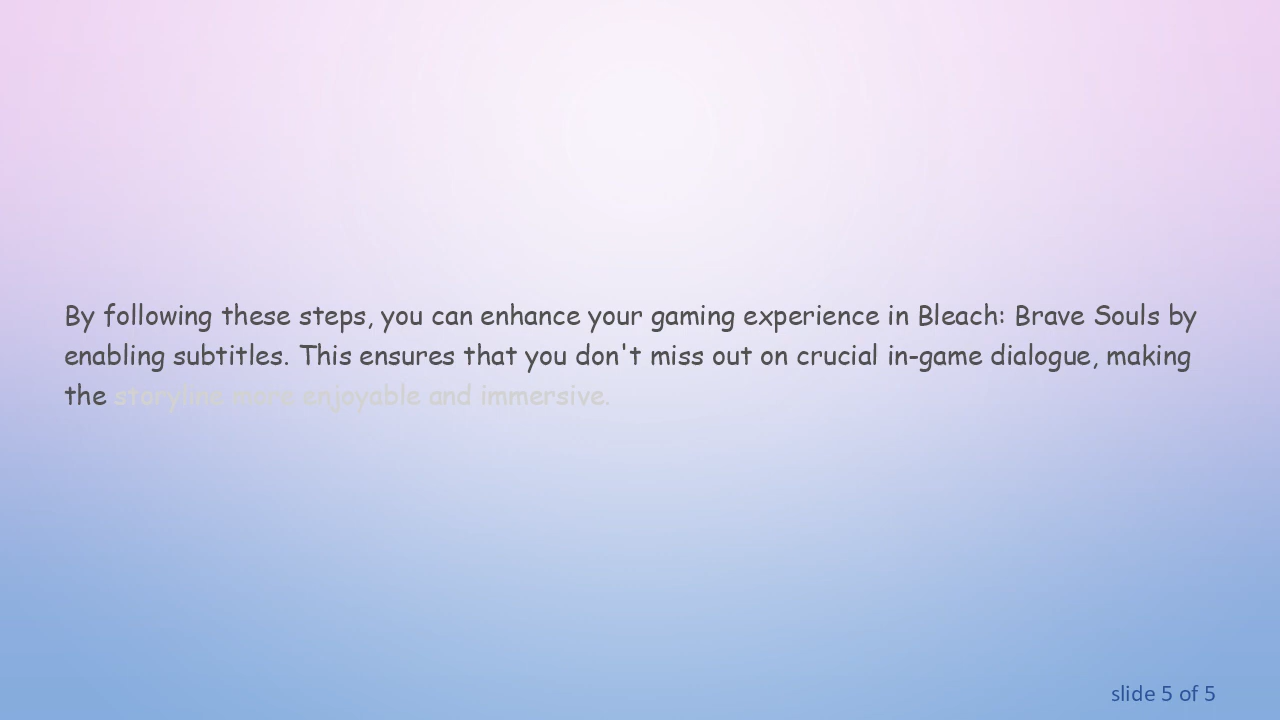 By following these steps, you can enhance your gaming experience in Bleach: Brave Souls by
enabling subtitles. This ensures that you don't miss out on crucial in-game dialogue, making
the storyline more enjoyable and immersive.
slide 5 of 5